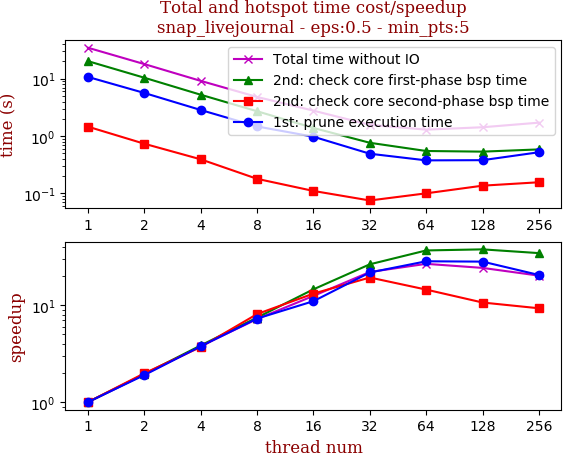 Total and hotspot time cost/speedup
snap_livejournal - eps:0.5 - min_pts:5
time (s)
10¹
10⁰
10⁻¹
Total time without IO
2nd: check core first-phase bsp time
2nd: check core second-phase bsp time
1st: prune execution time
1 2 4 8 16 32 64 128 256
speedup
10¹
10⁰
1 2 4 8 16 32 64 128 256
thread num